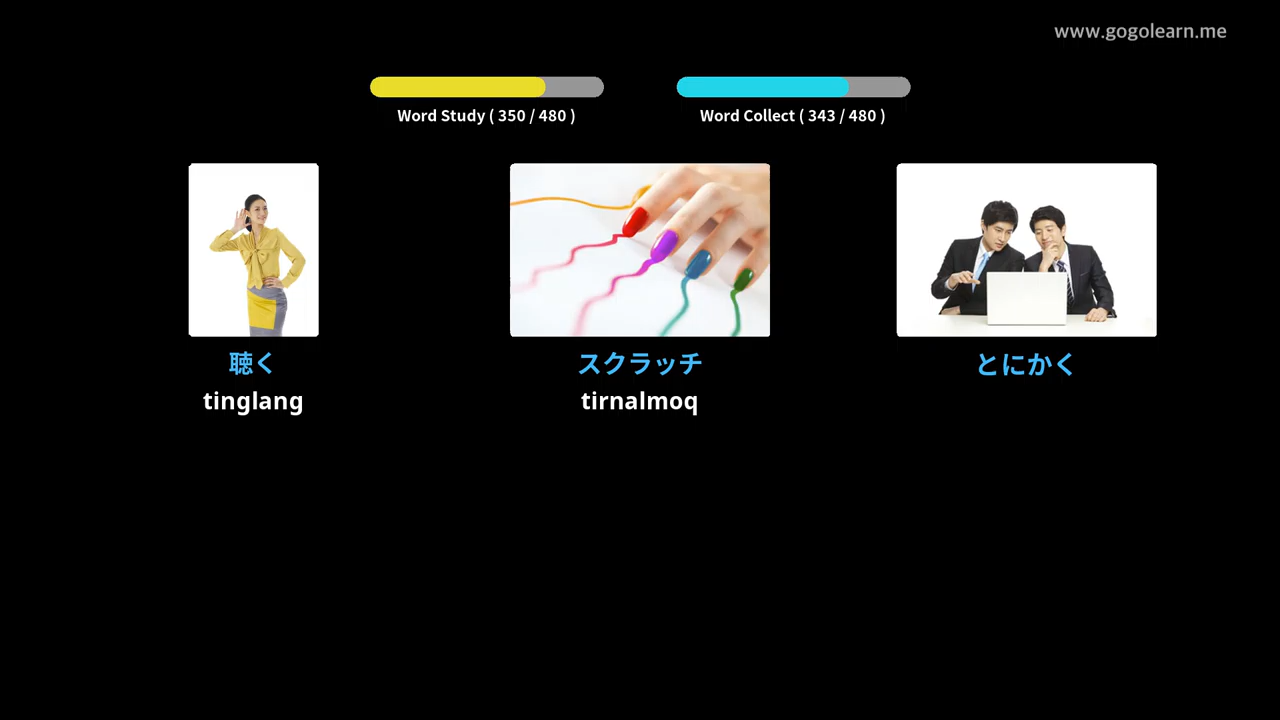 www.gogolearn.me
Word Study ( 350 / 480 )
Word Collect ( 343 / 480 )
聴く
tinglang
スクラッチ
tirnalmoq
とにかく